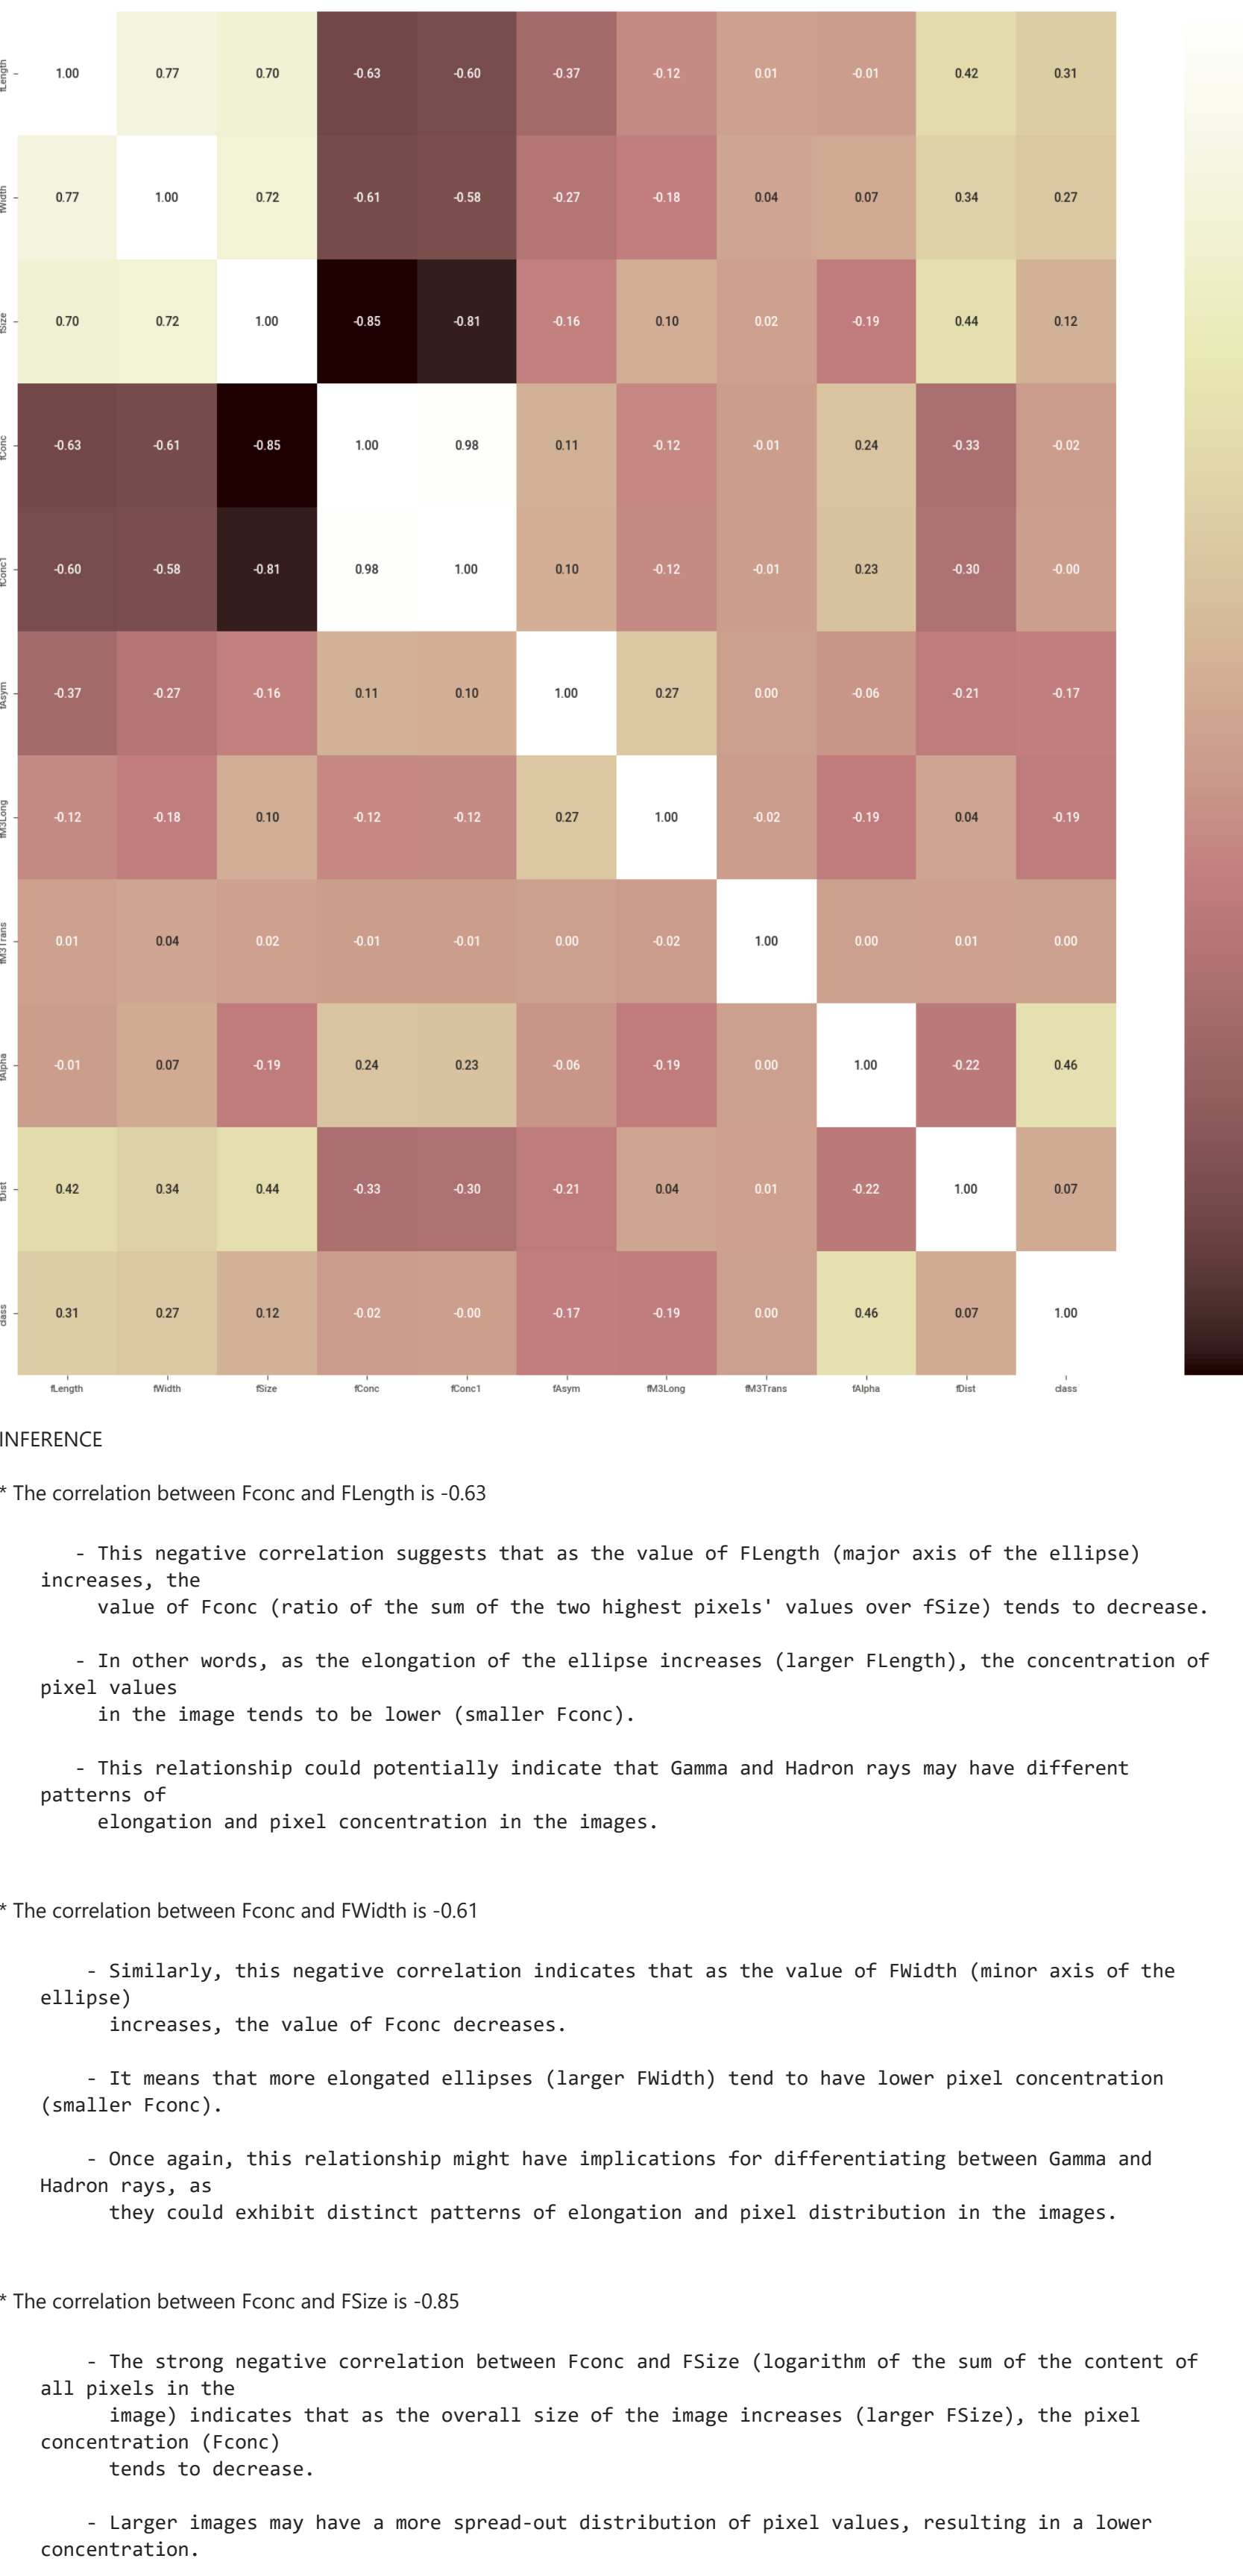 fLength 1.00 0.77 0.70 -0.63 -0.60 -0.37 -0.12 0.01 -0.01 0.42 0.31
fWidth 0.77 1.00 0.72 -0.61 -0.58 -0.27 -0.18 0.04 0.07 0.34 0.27
fSize 0.70 0.72 1.00 -0.85 -0.81 -0.16 0.10 0.02 -0.19 0.44 0.12
fConc -0.63 -0.61 -0.85 1.00 0.98 0.11 -0.12 -0.01 0.24 -0.33 -0.02
fConc1 -0.60 -0.58 -0.81 0.98 1.00 0.10 -0.12 -0.01 0.23 -0.30 -0.00
fAsym -0.37 -0.27 -0.16 0.11 0.10 1.00 0.27 0.00 -0.06 -0.21 -0.17
fM3Long -0.12 -0.18 0.10 -0.12 -0.12 0.27 1.00 -0.02 -0.19 0.04 -0.19
fM3Trans 0.01 0.04 0.02 -0.01 -0.01 0.00 -0.02 1.00 0.00 0.01 0.00
fAlpha -0.01 0.07 -0.19 0.24 0.23 -0.06 -0.19 0.00 1.00 -0.22 0.46
fDist 0.42 0.34 0.44 -0.33 -0.30 -0.21 0.04 0.01 -0.22 1.00 0.07
class 0.31 0.27 0.12 -0.02 -0.00 -0.17 -0.19 0.00 0.46 0.07 1.00
fLength fWidth fSize fConc fConc1 fAsym fM3Long fM3Trans fAlpha fDist class
INFERENCE
* The correlation between Fconc and FLength is -0.63
- This negative correlation suggests that as the value of FLength (major axis of the ellipse)
increases, the
value of Fconc (ratio of the sum of the two highest pixels' values over fSize) tends to decrease.
- In other words, as the elongation of the ellipse increases (larger FLength), the concentration of
pixel values
in the image tends to be lower (smaller Fconc).
- This relationship could potentially indicate that Gamma and Hadron rays may have different
patterns of
elongation and pixel concentration in the images.
* The correlation between Fconc and FWidth is -0.61
- Similarly, this negative correlation indicates that as the value of FWidth (minor axis of the
ellipse)
increases, the value of Fconc decreases.
- It means that more elongated ellipses (larger FWidth) tend to have lower pixel concentration
(smaller Fconc).
- Once again, this relationship might have implications for differentiating between Gamma and
Hadron rays, as
they could exhibit distinct patterns of elongation and pixel distribution in the images.
* The correlation between Fconc and FSize is -0.85
- The strong negative correlation between Fconc and FSize (logarithm of the sum of the content of
all pixels in the
image) indicates that as the overall size of the image increases (larger FSize), the pixel
concentration (Fconc)
tends to decrease.
- Larger images may have a more spread-out distribution of pixel values, resulting in a lower
concentration.